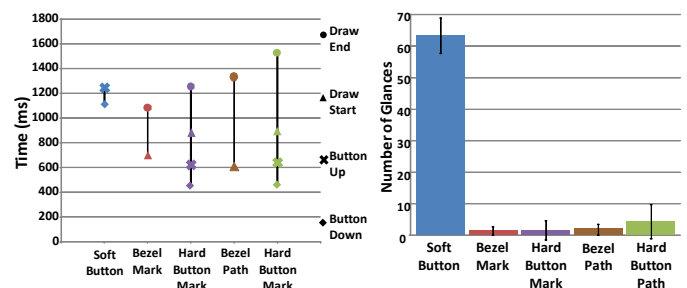 1800
1600
1400
1200
1000
800
600
400
200
0
Time (ms)
Soft
Button
Bezel
Mark
Hard
Button
Mark
Bezel
Path
Hard
Button
Mark
Draw
End
Draw
Start
Button
Up
Button
Down
70
60
50
40
30
20
10
0
Number of Glances
Soft
Button
Bezel
Mark
Hard
Button
Mark
Bezel
Path
Hard
Button
Path